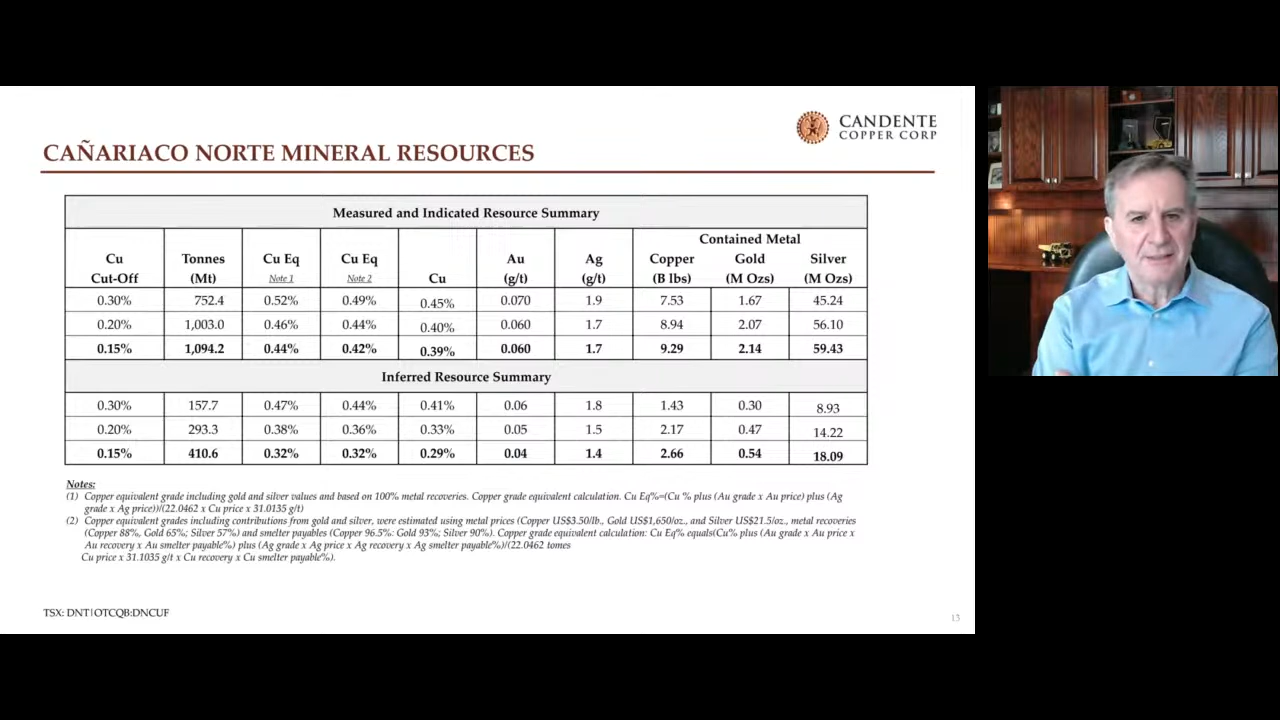 CANDENTE
COPPER CORP
CAÑARIACO NORTE MINERAL RESOURCES
Measured and Indicated Resource Summary
Contained Metal
Cu Tonnes Cu Eq Cu Eq Au Ag Copper Gold Silver
Cut-Off (Mt) Note 1 Note 2 Cu (g/t) (g/t) (B lbs) (M Ozs) (M Ozs)
0.30% 752.4 0.52% 0.49% 0.45% 0.070 1.9 7.53 1.67 45.24
0.20% 1,003.0 0.46% 0.44% 0.40% 0.060 1.7 8.94 2.07 56.10
0.15% 1,094.2 0.44% 0.42% 0.39% 0.060 1.7 9.29 2.14 59.43
Inferred Resource Summary
0.30% 157.7 0.47% 0.44% 0.41% 0.06 1.8 1.43 0.30 8.93
0.20% 293.3 0.38% 0.36% 0.33% 0.05 1.5 2.17 0.47 14.22
0.15% 410.6 0.32% 0.32% 0.29% 0.04 1.4 2.66 0.54 18.09
Notes:
(1) Copper equivalent grade including gold and silver values and based on 100% metal recoveries. Copper grade equivalent calculation. Cu Eq%=(Cu % plus (Au grade x Au price) plus (Ag
grade x Ag price))/(22.0462 x Cu price x 31.0135 g/t)
(2) Copper equivalent grades including contributions from gold and silver, were estimated using metal prices (Copper US$3.50/lb., Gold US$1,650/oz., and Silver US$21.5/oz., metal recoveries
(Copper 88%, Gold 65%; Silver 57%) and smelter payables (Copper 96.5%: Gold 93%; Silver 90%). Copper grade equivalent calculation: Cu Eq% equals(Cu% plus (Au grade x Au price x
Au recovery x Au smelter payable%) plus (Ag grade x Ag price x Ag recovery x Ag smelter payable%)/(22.0462 tomes
Cu price x 31.1035 g/t x Cu recovery x Cu smelter payable%).
TSX: DNT|OTCQB:DNCUF
15